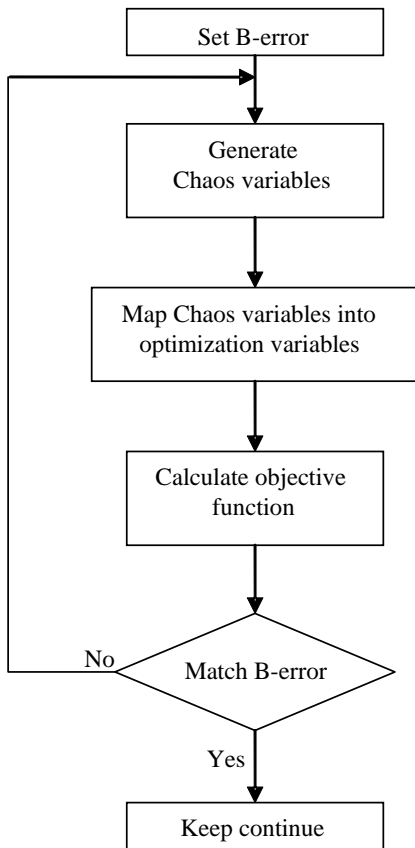 Set B-error
Generate
Chaos variables
Map Chaos variables into
optimization variables
Calculate objective
function
Match B-error
No
Yes
Keep continue